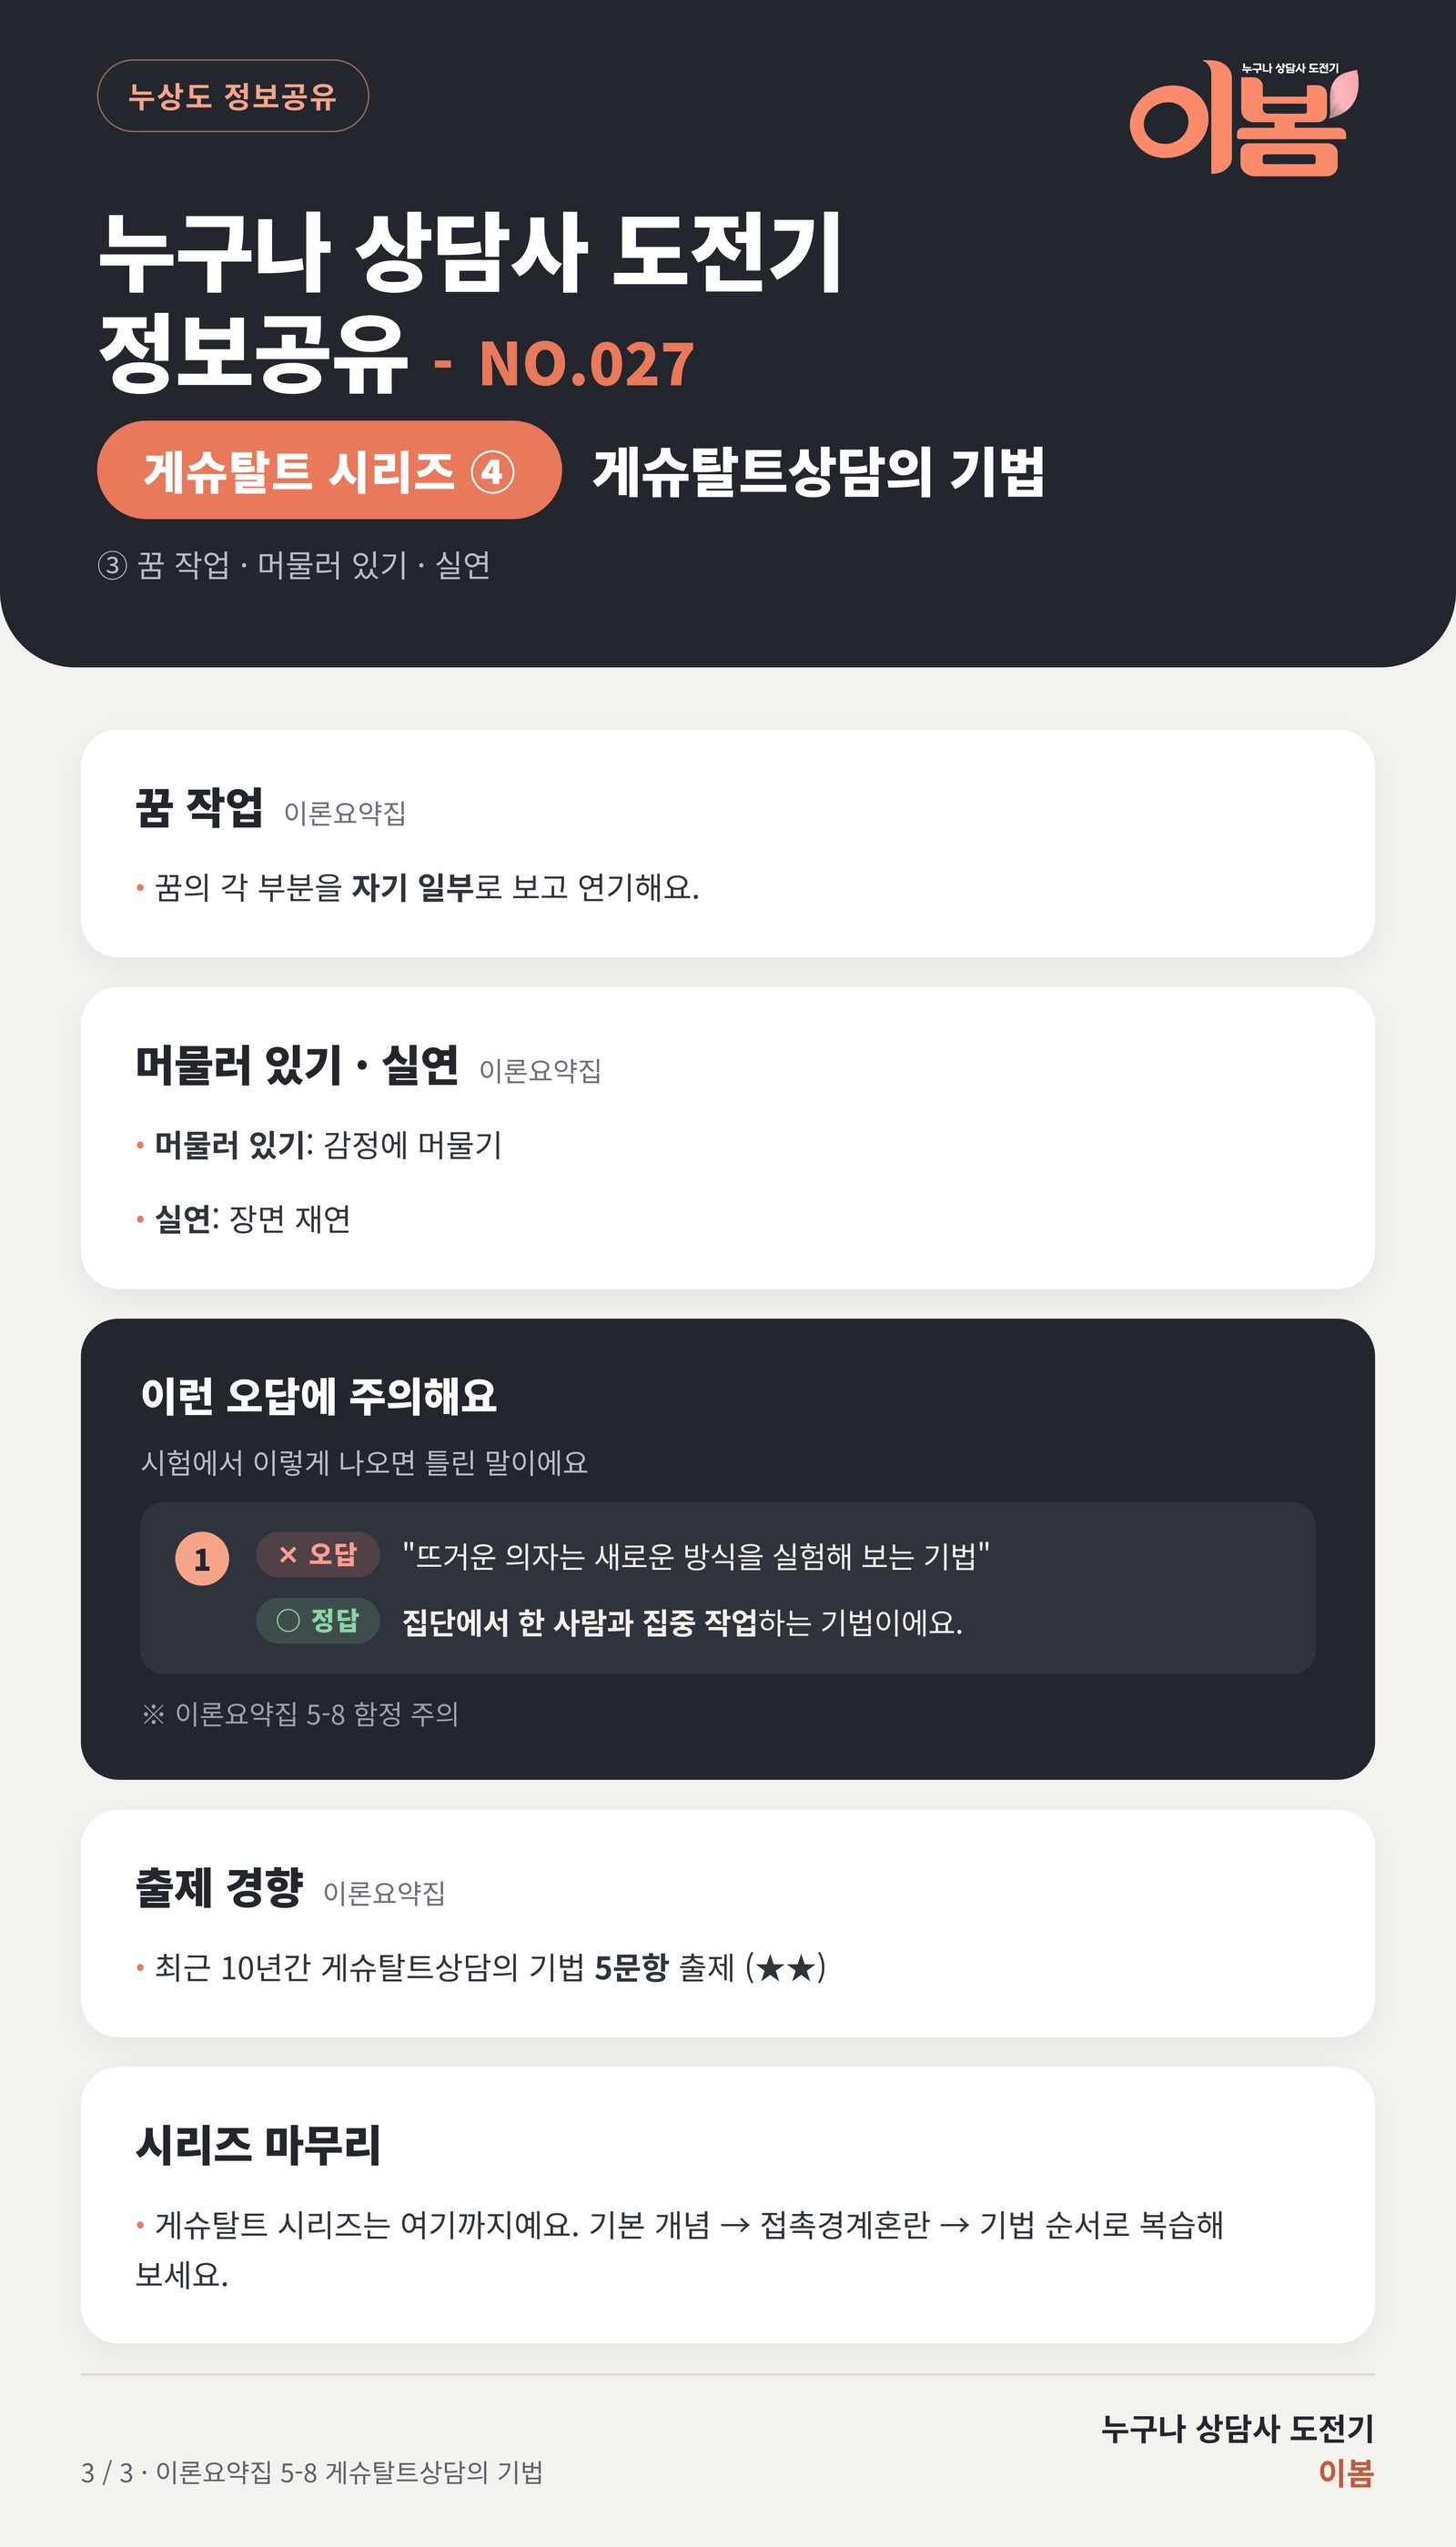 누상도 정보공유
누구나 상담사 도전기
이봄
누구나 상담사 도전기
정보공유 - NO.027
게슈탈트 시리즈 ④ 게슈탈트상담의 기법
③ 꿈 작업 · 머물러 있기 · 실연
꿈 작업 이론요약집
• 꿈의 각 부분을 자기 일부로 보고 연기해요.
머물러 있기 · 실연 이론요약집
• 머물러 있기: 감정에 머물기
• 실연: 장면 재연
이런 오답에 주의해요
시험에서 이렇게 나오면 틀린 말이에요
1 × 오답 "뜨거운 의자는 새로운 방식을 실험해 보는 기법"
○ 정답 집단에서 한 사람과 집중 작업하는 기법이에요.
※ 이론요약집 5-8 함정 주의
출제 경향 이론요약집
• 최근 10년간 게슈탈트상담의 기법 5문항 출제 (★★)
시리즈 마무리
• 게슈탈트 시리즈는 여기까지예요. 기본 개념 → 접촉경계혼란 → 기법 순서로 복습해
보세요.
누구나 상담사 도전기
3 / 3 · 이론요약집 5-8 게슈탈트상담의 기법
이봄